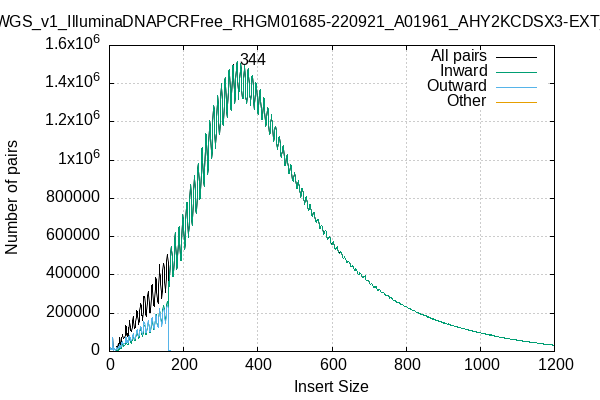 WGS_v1_IlluminaDNAPCRFree_RHGM01685-220921_A01961_AHY2KCDSX3-EXT_
1.6x10^6
1.4x10^6
1.2x10^6
1x10^6
800000
600000
400000
200000
0
Number of pairs
344
All pairs
Inward
Outward
Other
0 200 400 600 800 1000 1200
Insert Size